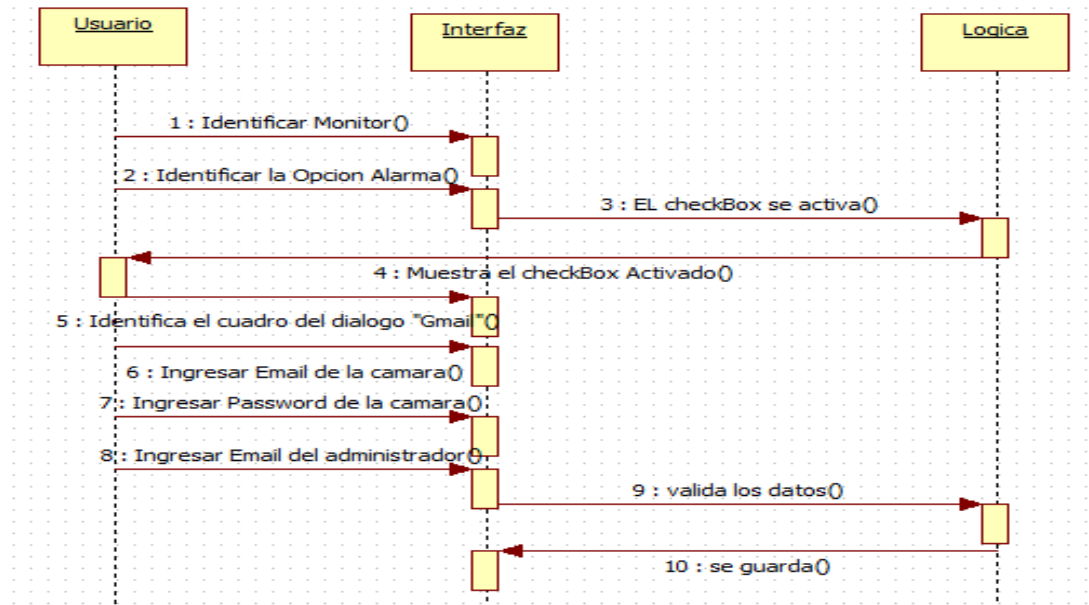 Usuario
Interfaz
Logica
1 : Identificar Monitor()
2 : Identificar la Opcion Alarma()
3 : EL checkBox se activa()
4 : Muestra el checkBox Activado()
5 : Identifica el cuadro del dialogo "Gmail"()
6 : Ingresar Email de la camara()
7 : Ingresar Password de la camara()
8 : Ingresar Email del administrador()
9 : valida los datos()
10 : se guarda()